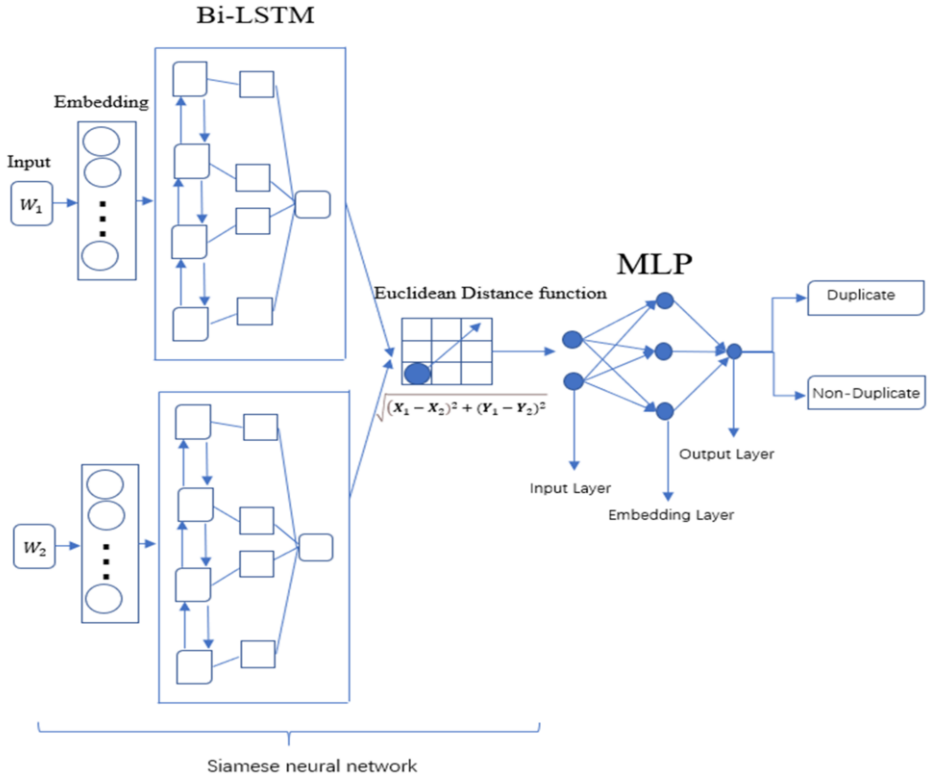 Bi-LSTM
Embedding
Input
W₁
MLP
Euclidean Distance function
Duplicate
√(X₁ − X₂)² + (Y₁ − Y₂)²
Non-Duplicate
Output Layer
Input Layer
Embedding Layer
W₂
Siamese neural network